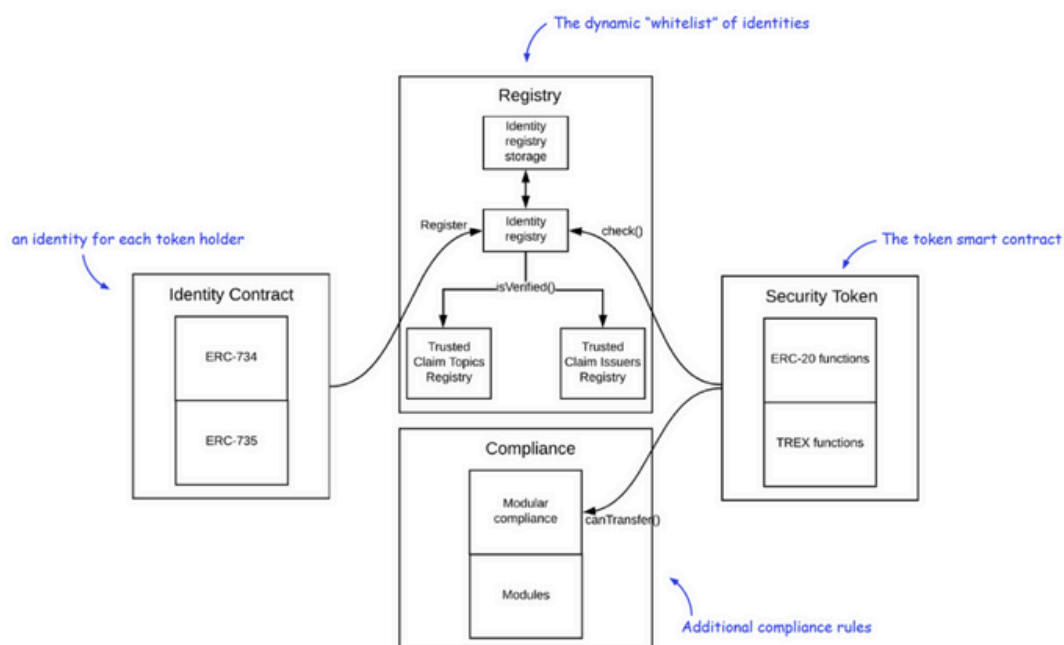 The dynamic “whitelist” of identities
Registry
Identity
registry
storage
Register
Identity
registry
check()
isVerified()
Trusted
Claim Topics
Registry
Trusted
Claim Issuers
Registry
an identity for each token holder
Identity Contract
ERC-734
ERC-735
The token smart contract
Security Token
ERC-20 functions
TREX functions
Compliance
Modular
compliance
canTransfer()
Modules
Additional compliance rules